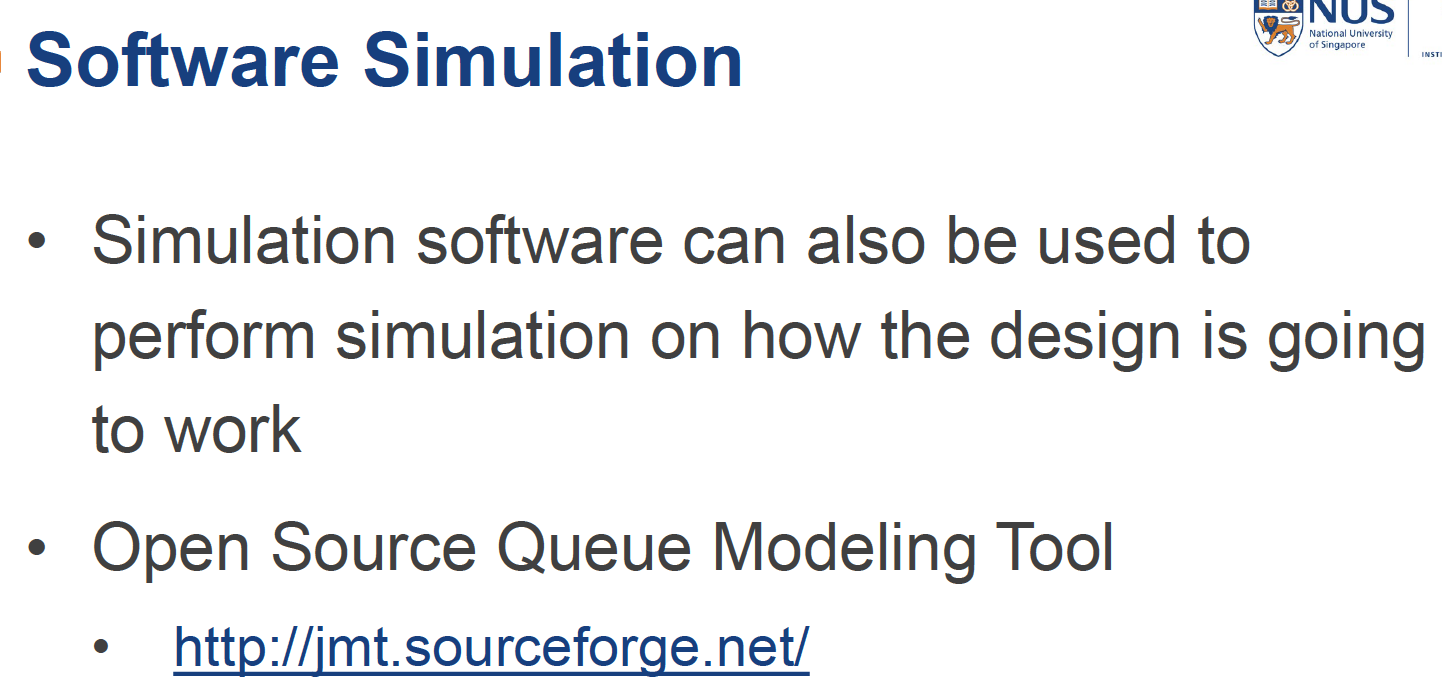 Software Simulation
NUS
National University
of Singapore
INSTI
• Simulation software can also be used to
perform simulation on how the design is going
to work
• Open Source Queue Modeling Tool
• http://jmt.sourceforge.net/